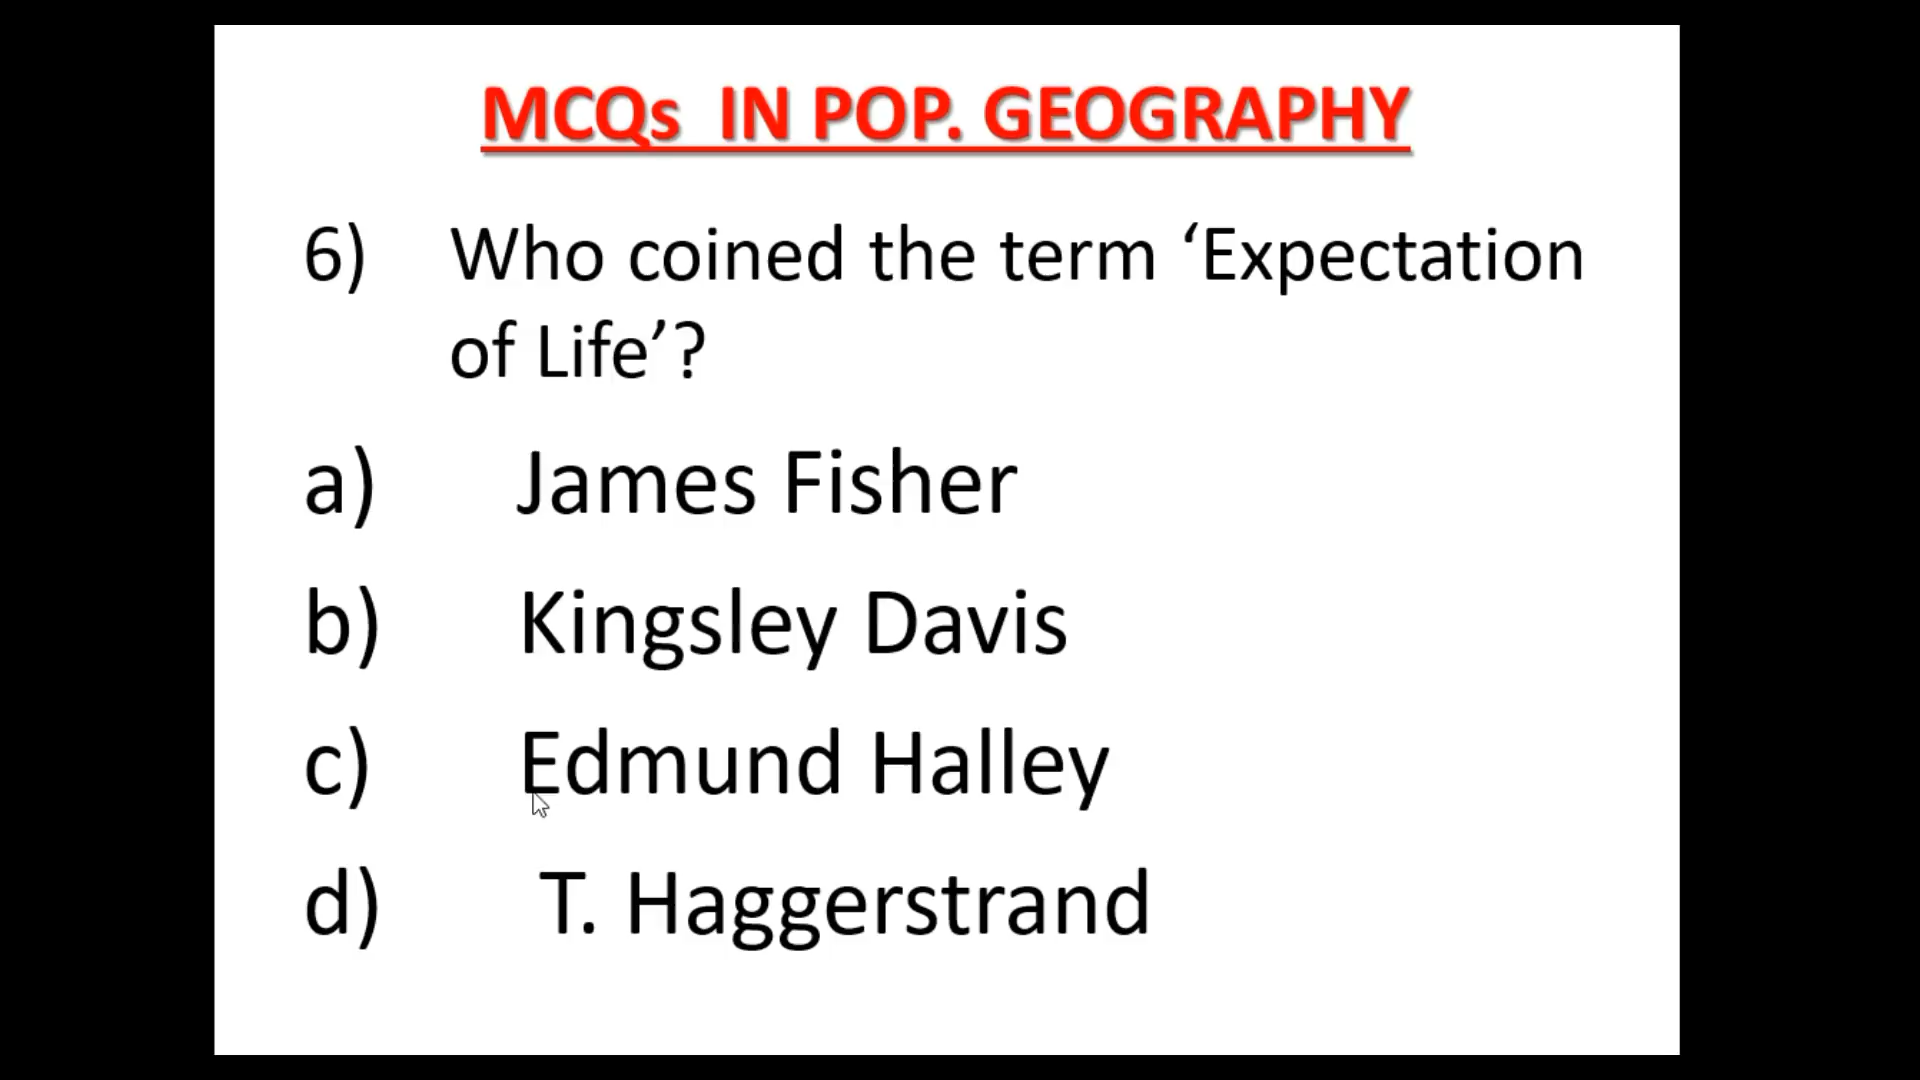 MCQs IN POP. GEOGRAPHY
6) Who coined the term ‘Expectation
of Life’?
a) James Fisher
b) Kingsley Davis
c) Edmund Halley
d) T. Haggerstrand